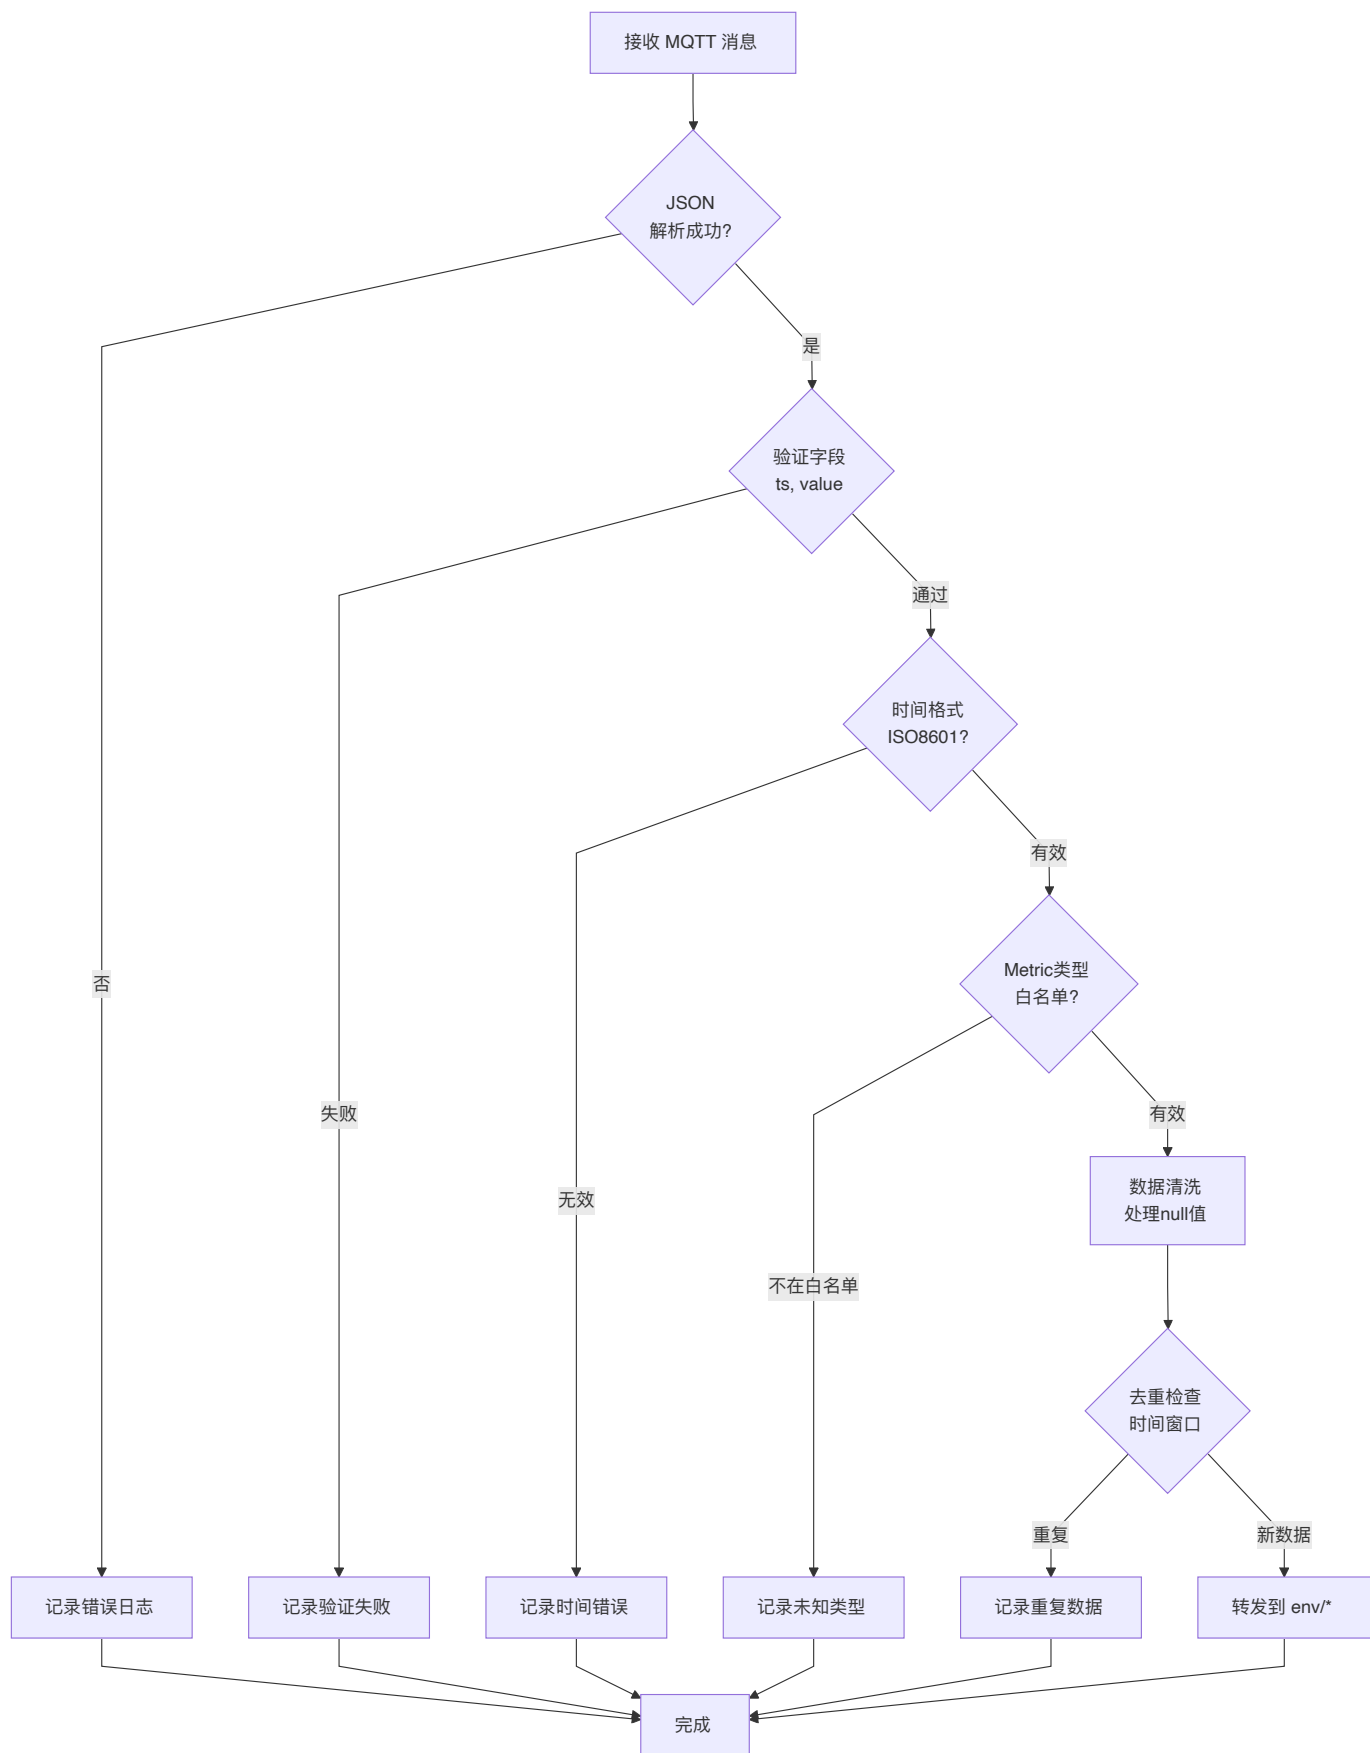 接收 MQTT 消息
JSON
解析成功?
是
验证字段
ts, value
通过
时间格式
ISO8601?
有效
Metric类型
白名单?
否
失败
有效
无效
数据清洗
处理null值
不在白名单
去重检查
时间窗口
重复
新数据
记录错误日志
记录验证失败
记录时间错误
记录未知类型
记录重复数据
转发到 env/*
完成